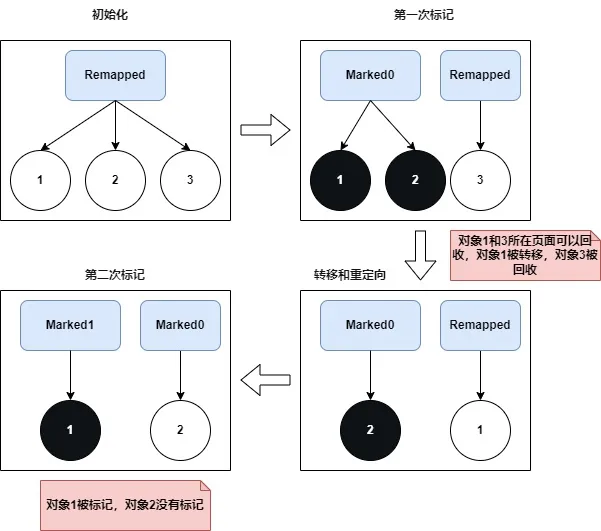 初始化
Remapped
1
2
3
第一次标记
Marked0
Remapped
1
2
3
对象1和3所在页面可以回
收，对象1被转移，对象3被
回收
转移和重定向
Marked0
Remapped
2
1
第二次标记
Marked1
Marked0
1
2
对象1被标记，对象2没有标记